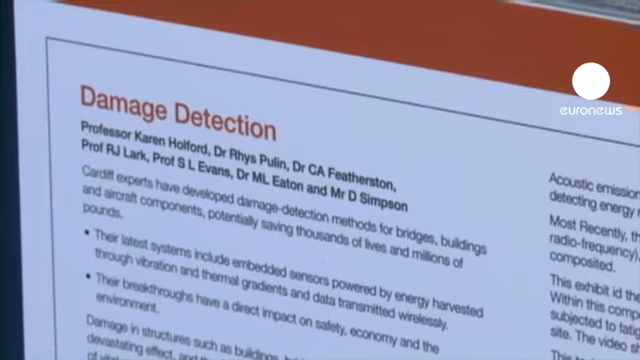 Damage Detection
Professor Karen Holford, Dr Rhys Pulin, Dr CA Featherston,
Prof RJ Lark, Prof S L Evans, Dr ML Eaton and Mr D Simpson
Cardiff experts have developed damage-detection methods for bridges, buildings
and aircraft components, potentially saving thousands of lives and millions of
pounds.
• Their latest systems include embedded sensors powered by energy harvested
through vibration and thermal gradients and data transmitted wirelessly.
• Their breakthroughs have a direct impact on safety, economy and the
environment.
Damage in structures such as buildings,
devastating effect, and
of
Acoustic emission
detecting energy
Most Recently,
radio-frequency)
composited.
This exhibit id
Within this
subjected to
site. The video
euronews